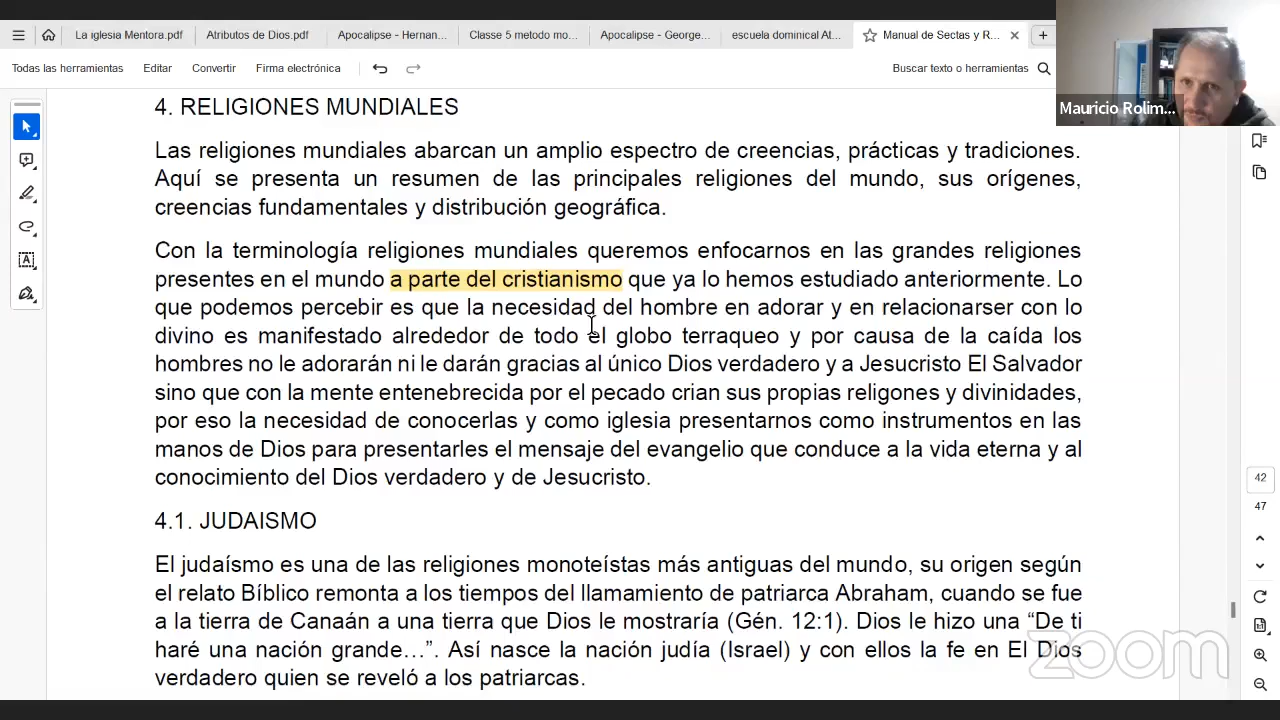 La iglesia Mentora.pdf
Atributos de Dios.pdf
Apocalipse - Hernan...
Classe 5 metodo mo...
Apocalipse - George...
escuela dominical Al...
Manual de Sectas y R...
Todas las herramientas
Editar
Convertir
Firma electrónica
Buscar texto o herramientas
Mauricio Rolim...
4. RELIGIONES MUNDIALES
Las religiones mundiales abarcan un amplio espectro de creencias, prácticas y tradiciones.
Aquí se presenta un resumen de las principales religiones del mundo, sus orígenes,
creencias fundamentales y distribución geográfica.
Con la terminología religiones mundiales queremos enfocarnos en las grandes religiones
presentes en el mundo a parte del cristianismo que ya lo hemos estudiado anteriormente. Lo
que podemos percibir es que la necesidad del hombre en adorar y en relacionarser con lo
divino es manifestado alrededor de todo el globo terraqueo y por causa de la caída los
hombres no le adorarán ni le darán gracias al único Dios verdadero y a Jesucristo El Salvador
sino que con la mente entenebrecida por el pecado crian sus propias religones y divinidades,
por eso la necesidad de conocerlas y como iglesia presentarnos como instrumentos en las
manos de Dios para presentarles el mensaje del evangelio que conduce a la vida eterna y al
conocimiento del Dios verdadero y de Jesucristo.
4.1. JUDAISMO
El judaísmo es una de las religiones monoteístas más antiguas del mundo, su origen según
el relato Bíblico remonta a los tiempos del llamamiento de patriarca Abraham, cuando se fue
a la tierra de Canaán a una tierra que Dios le mostraría (Gén. 12:1). Dios le hizo una “De ti
haré una nación grande…”. Así nasce la nación judía (Israel) y con ellos la fe en El Dios
verdadero quien se reveló a los patriarcas.
42
47
zoom